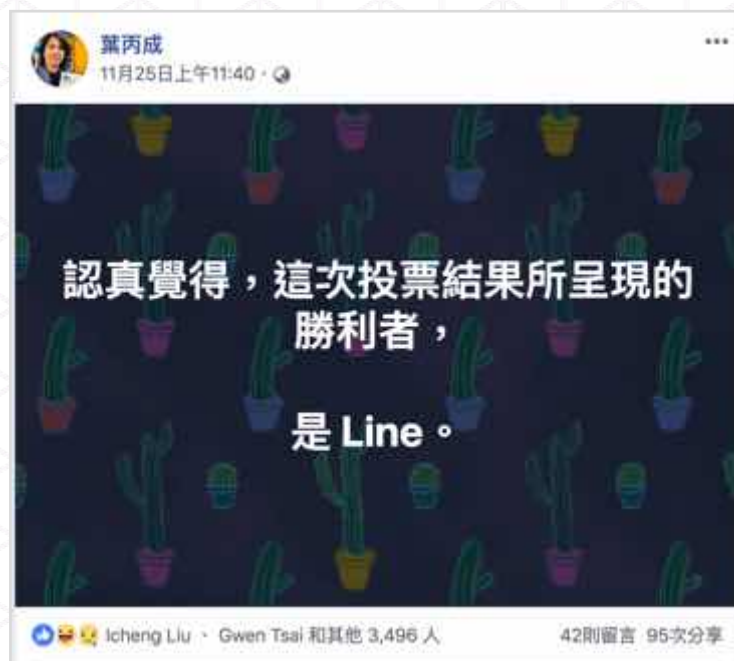 葉丙成
11月25日上午11:40 ·
認真覺得，這次投票結果所呈現的
勝利者，
是 Line。
Icheng Liu 、 Gwen Tsai 和其他 3,496 人
42則留言 95次分享